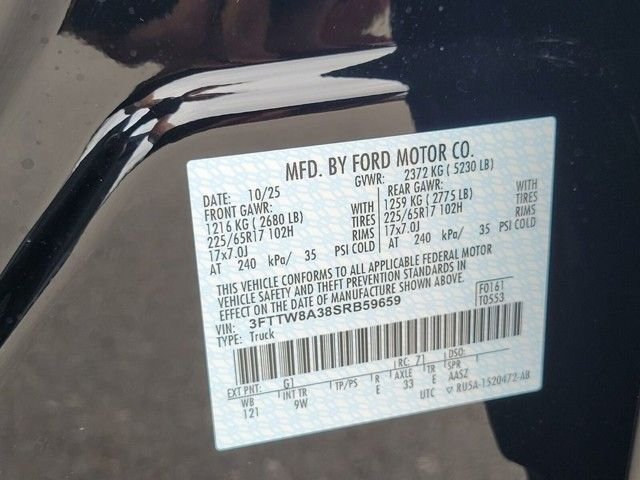 MFD. BY FORD MOTOR CO.
DATE: 10/25 GVWR: 2372 KG ( 5230 LB)
FRONT GAWR: REAR GAWR:
1216 KG ( 2680 LB) WITH 1259 KG ( 2775 LB) WITH
225/65R17 102H TIRES 225/65R17 102H TIRES
17x7.0J RIMS 17x7.0J RIMS
AT 240 kPa/ 35 PSI COLD AT 240 kPa/ 35 PSI COLD
THIS VEHICLE CONFORMS TO ALL APPLICABLE FEDERAL MOTOR
VEHICLE SAFETY AND THEFT PREVENTION STANDARDS IN
EFFECT ON THE DATE OF MANUFACTURE SHOWN ABOVE.
VIN: 3FTTW8A38SRB59659 F0161
TYPE: Truck T0553
EXT PNT: G1 RC: 71 DSO:
WB INT TR TP/PS R AXLE TR SPR
121 9W E 33 E AASZ
UTC ▽ RU5A-1520472-AB